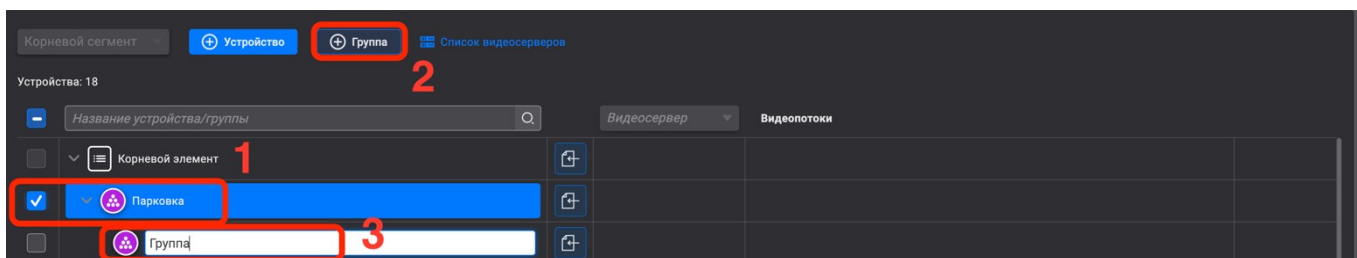 Корневой сегмент Устройство Группа Список видеосерверов
2
Устройства: 18
Название устройства/группы Видеосервер Видеопотоки
Корневой элемент 1
Парковка
Группа 3